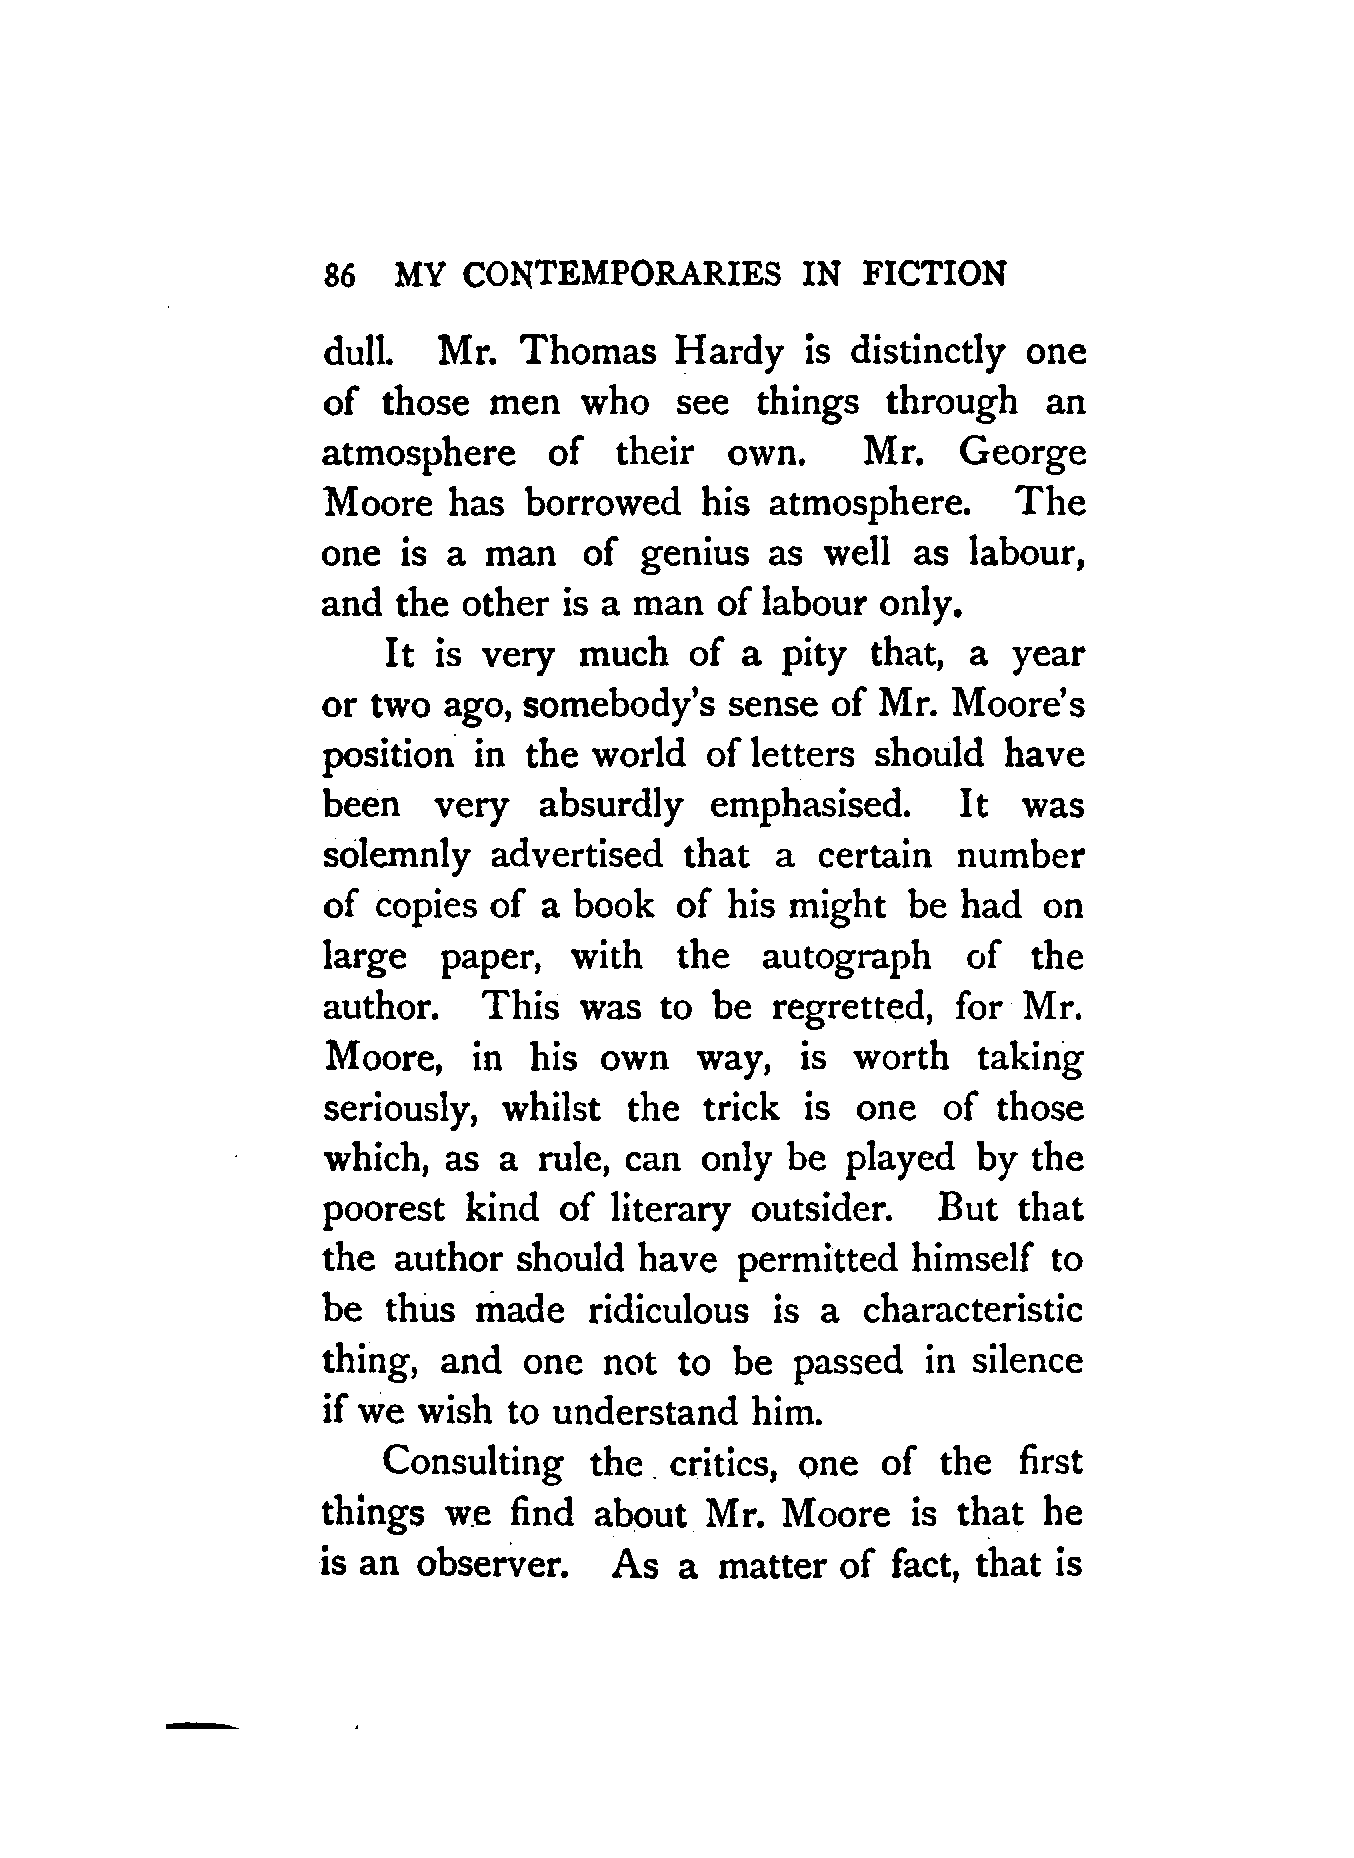 86 MY CONTEMPORARIES IN FICTION
dull. Mr. Thomas Hardy is distinctly one
of those men who see things through an
atmosphere of their own. Mr. George
Moore has borrowed his atmosphere. The
one is a man of genius as well as labour,
and the other is a man of labour only.
It is very much of a pity that, a year
or two ago, somebody's sense of Mr. Moore's
position in the world of letters should have
been very absurdly emphasised. It was
solemnly advertised that a certain number
of copies of a book of his might be had on
large paper, with the autograph of the
author. This was to be regretted, for Mr.
Moore, in his own way, is worth taking
seriously, whilst the trick is one of those
which, as a rule, can only be played by the
poorest kind of literary outsider. But that
the author should have permitted himself to
be thus made ridiculous is a characteristic
thing, and one not to be passed in silence
if we wish to understand him.
Consulting the critics, one of the first
things we find about Mr. Moore is that he
is an observer. As a matter of fact, that is